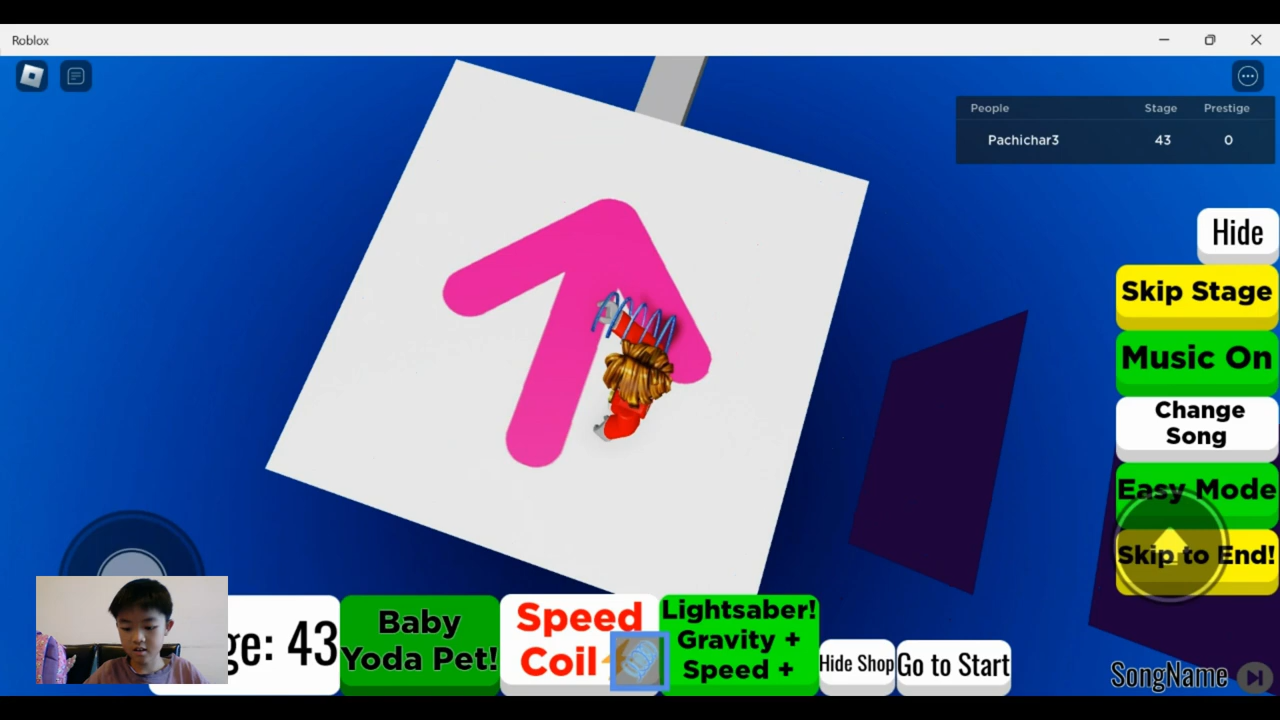 Roblox
People Stage Prestige
Pachichar3 43 0
Hide
Skip Stage
Music On
Change
Song
Easy Mode
Skip to End!
ge: 43
Baby
Yoda Pet!
Speed
Coil
Lightsaber!
Gravity +
Speed +
Hide Shop
Go to Start
SongName